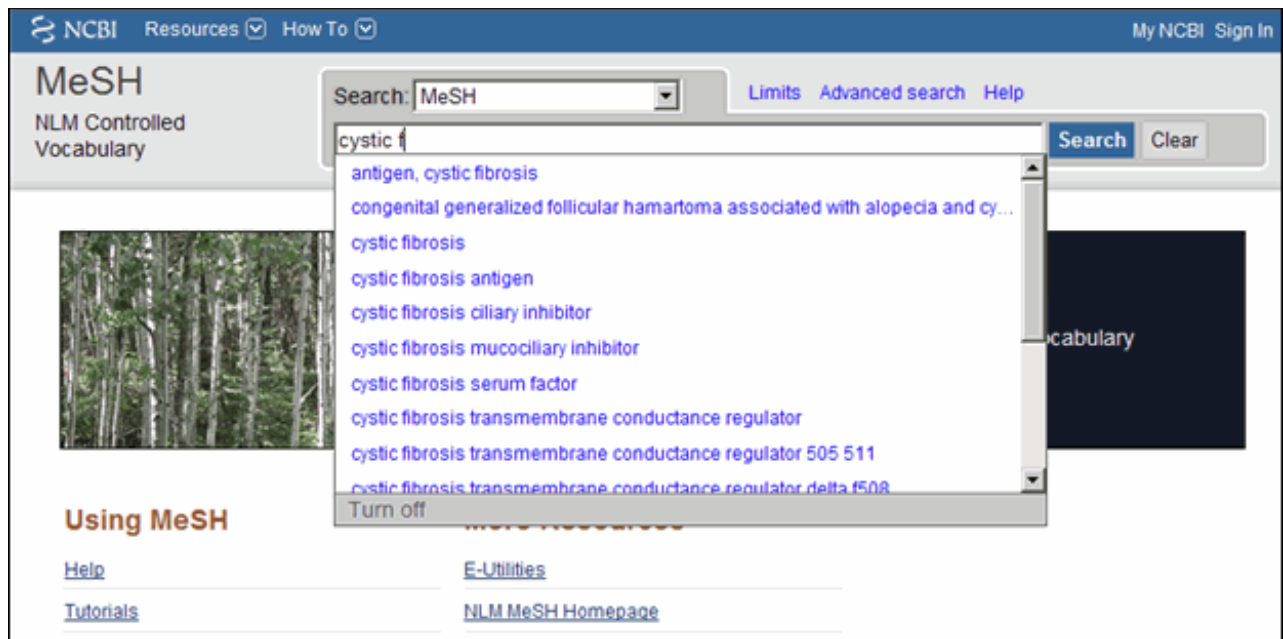 NCBI Resources How To My NCBI Sign In
MeSH
NLM Controlled
Vocabulary
Search: MeSH
Limits Advanced search Help
cystic f
Search Clear
antigen, cystic fibrosis
congenital generalized follicular hamartoma associated with alopecia and cy...
cystic fibrosis
cystic fibrosis antigen
cystic fibrosis ciliary inhibitor
cystic fibrosis mucociliary inhibitor
cystic fibrosis serum factor
cystic fibrosis transmembrane conductance regulator
cystic fibrosis transmembrane conductance regulator 505 511
cystic fibrosis transmembrane conductance regulator delta f508
Turn off
ocabulary
Using MeSH
More Resources
Help
E-Utilities
Tutorials
NLM MeSH Homepage